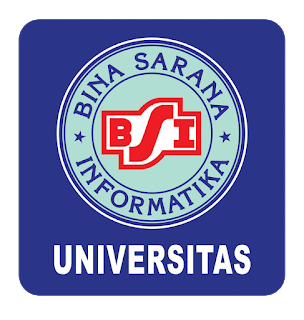 BINA SARANA
BSI
INFORMATIKA
UNIVERSITAS